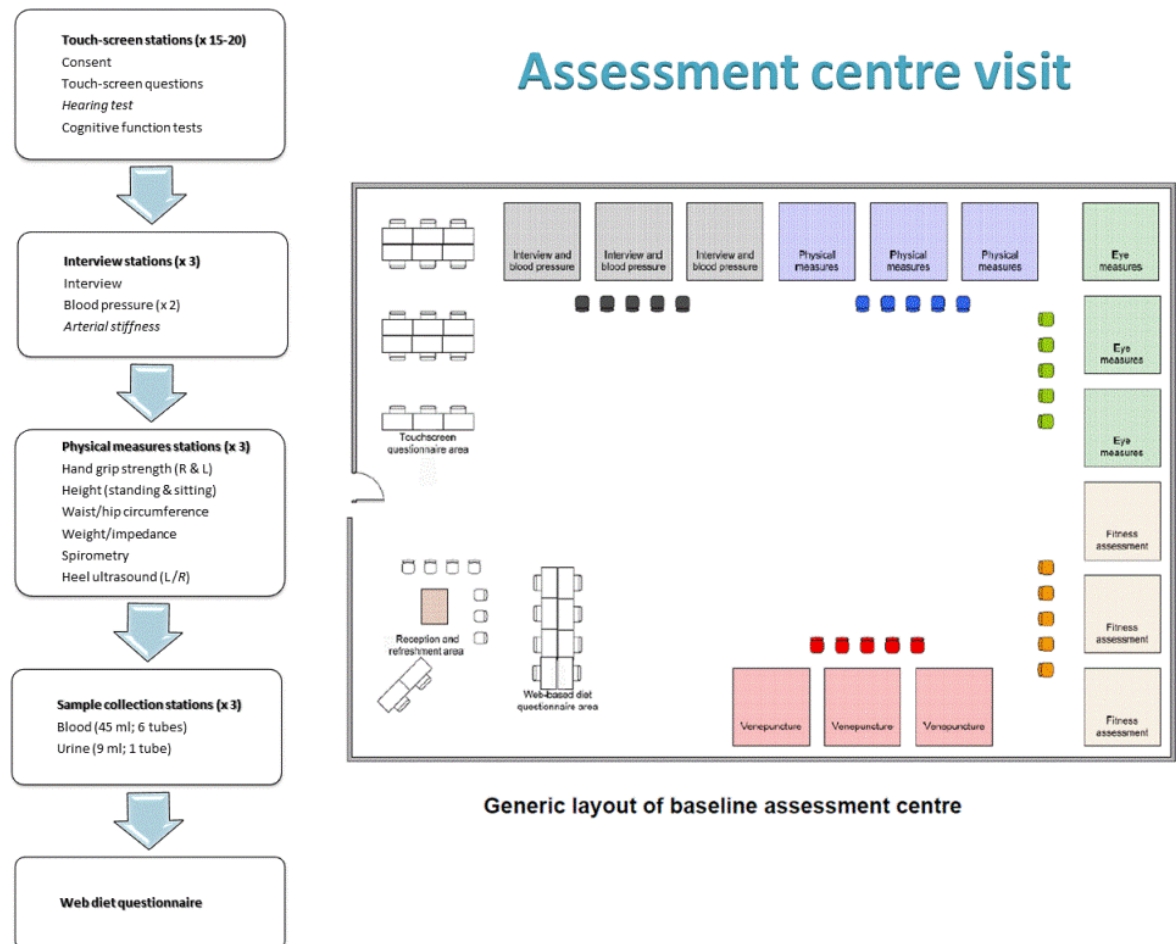 Assessment centre visit
Touch-screen stations (x 15-20)
Consent
Touch-screen questions
Hearing test
Cognitive function tests
Interview stations (x 3)
Interview
Blood pressure (x 2)
Arterial stiffness
Physical measures stations (x 3)
Hand grip strength (R & L)
Height (standing & sitting)
Waist/hip circumference
Weight/impedance
Spirometry
Heel ultrasound (L/R)
Sample collection stations (x 3)
Blood (45 ml; 6 tubes)
Urine (9 ml; 1 tube)
Web diet questionnaire
Interview and
blood pressure
Interview and
blood pressure
Interview and
blood pressure
Physical
measures
Physical
measures
Physical
measures
Eye
measures
Eye
measures
Eye
measures
Touchscreen
questionnaire area
Fitness
assessment
Fitness
assessment
Fitness
assessment
Reception and
refreshment area
Web-based diet
questionnaire area
Venepuncture
Venepuncture
Venepuncture
Generic layout of baseline assessment centre